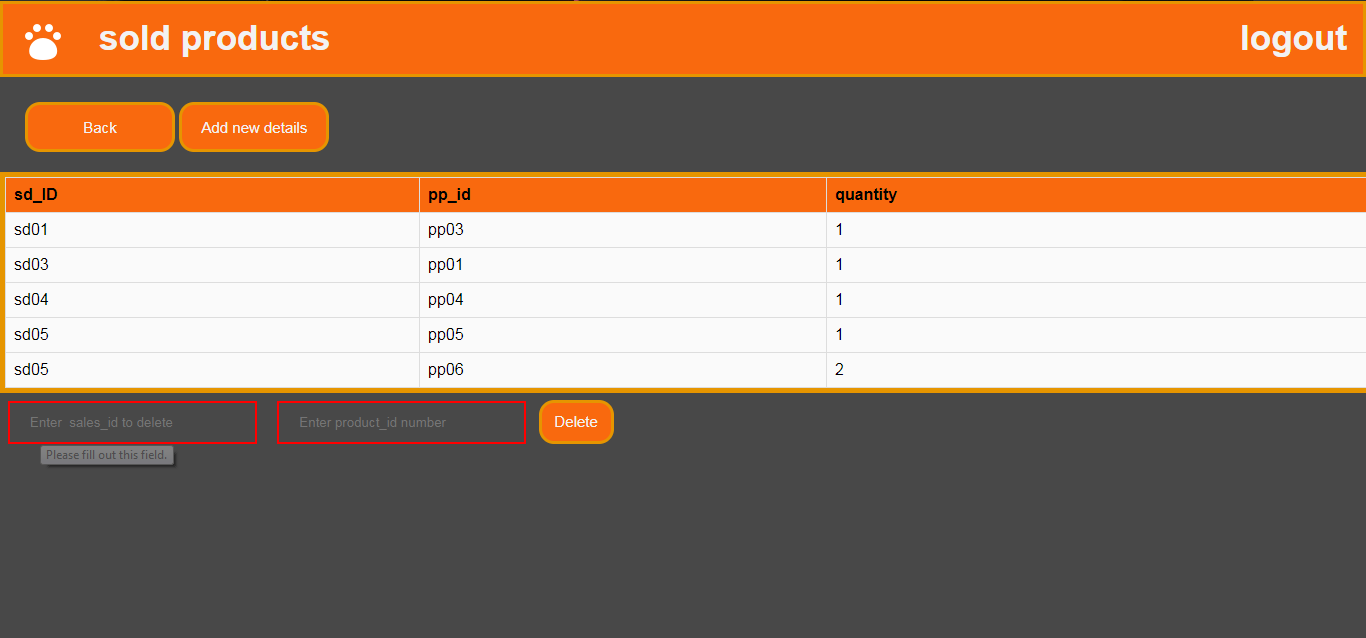 sold products logout
Back Add new details
sd_ID pp_id quantity
sd01 pp03 1
sd03 pp01 1
sd04 pp04 1
sd05 pp05 1
sd05 pp06 2
Enter sales_id to delete Enter product_id number Delete
Please fill out this field.